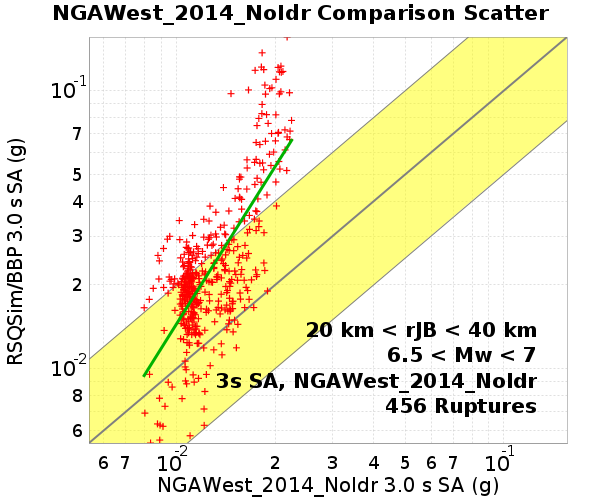 NGAWest_2014_NoIdr Comparison Scatter
RSQSim/BBP 3.0 s SA (g)
10^-1
7
5
4
3
2
10^-2
8
6
20 km < rJB < 40 km
6.5 < Mw < 7
3s SA, NGAWest_2014_NoIdr
456 Ruptures
6 7 10^-2 2 3 4 5 6 7 10^-1
NGAWest_2014_NoIdr 3.0 s SA (g)